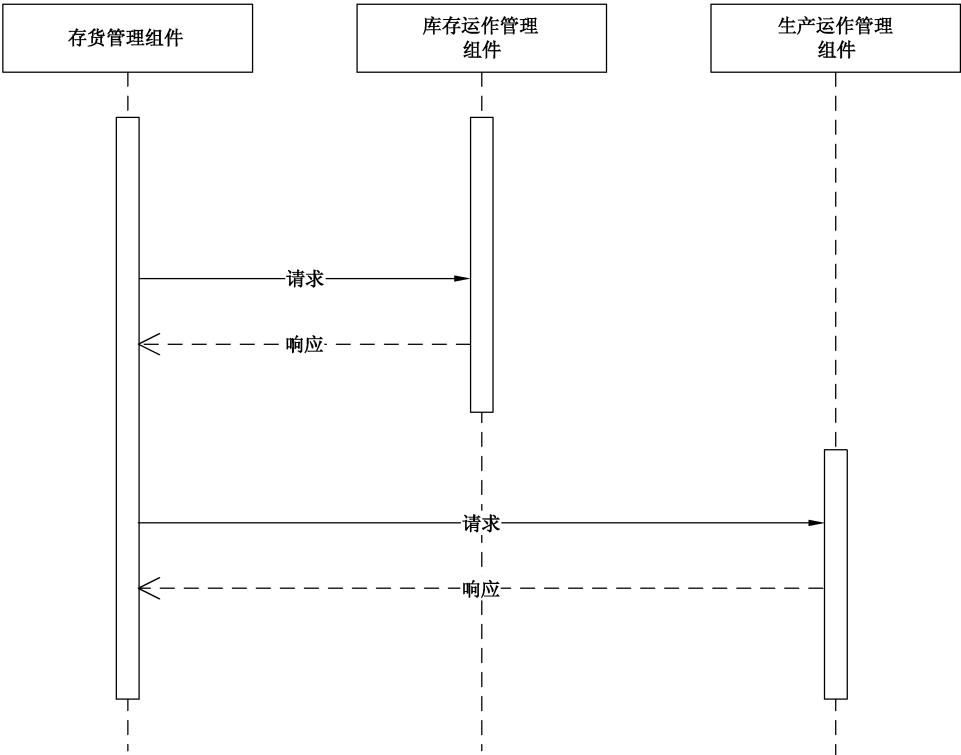 存货管理组件
库存运作管理
组件
生产运作管理
组件
请求
响应
请求
响应